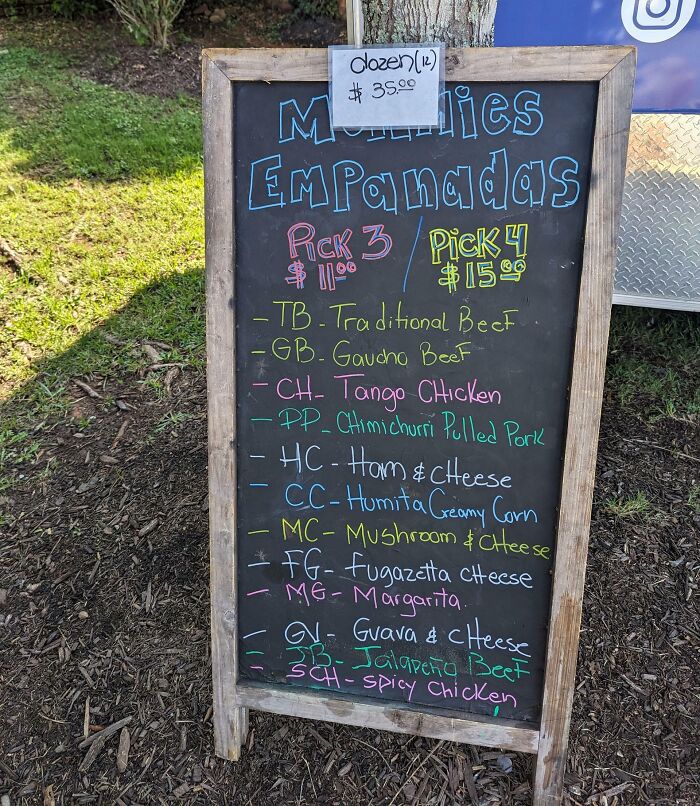 dozen (12)
$ 35.00
Empanadas
Pick 3 / Pick 4
$ 11.00 $ 15.00
- TB - Traditional Beef
- GB - Gaucho Beef
- CH - Tango CHicken
- PP - CHimichurri Pulled Pork
- HC - Ham & cHeese
- CC - Humita Creamy Corn
- MC - Mushroom & CHeese
- FG - Fugazetta cHeese
- MG - Margarita.
- GV - Guava & cHeese
- JB - Jalapeño Beef
- SCH - spicy Chicken